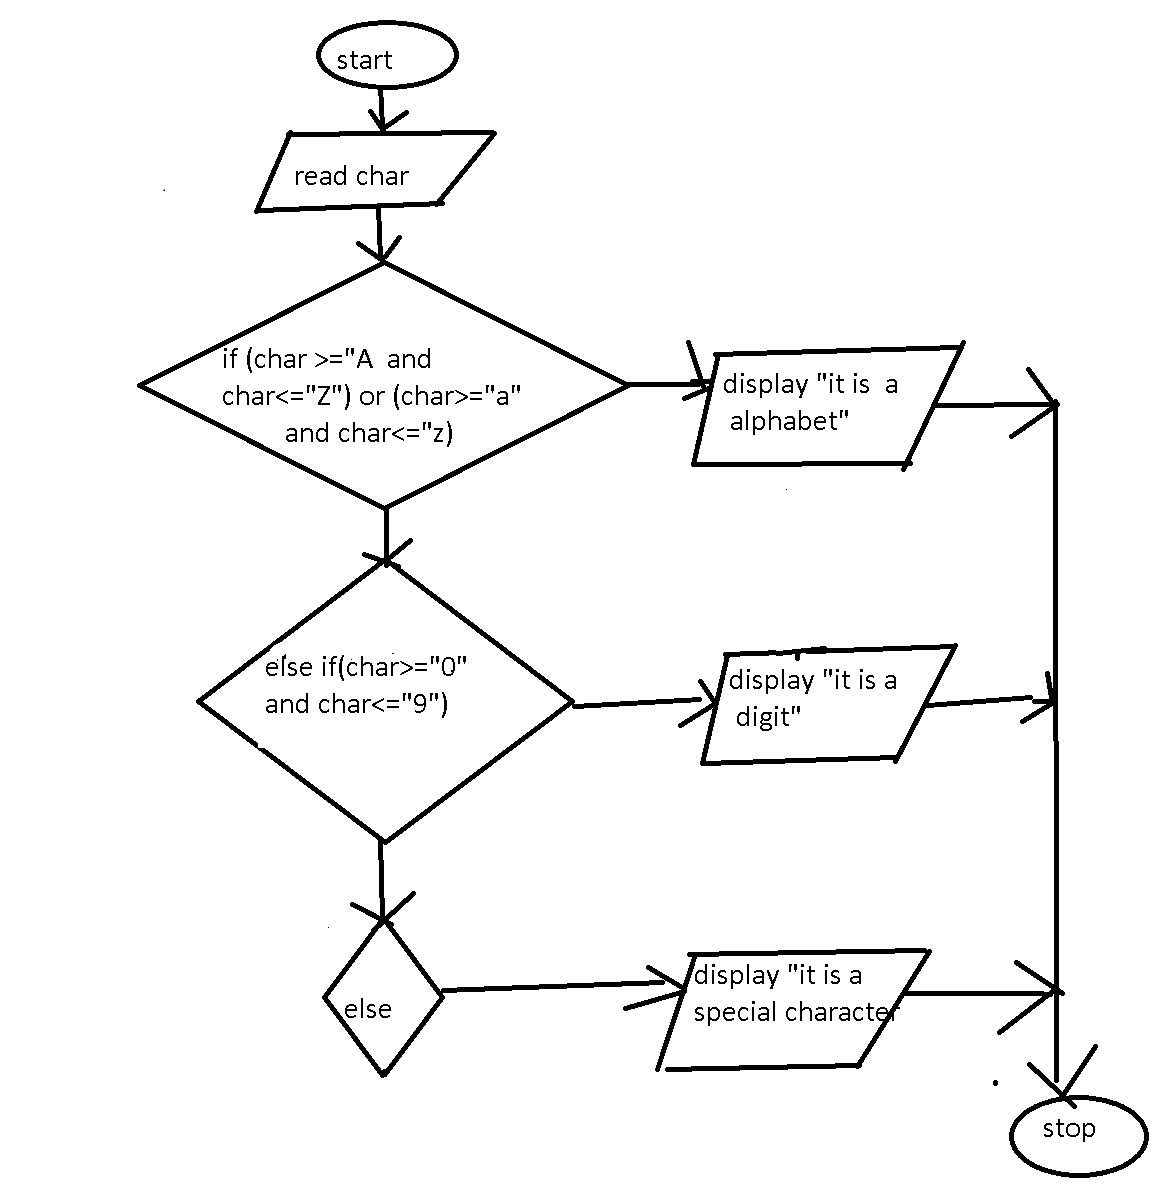 start
read char
if (char >="A  and
char<="Z") or (char>="a"
and char<="z)
display "it is  a
alphabet"
else if(char>="0"
and char<="9")
display "it is a
digit"
else
display "it is a
special character
stop